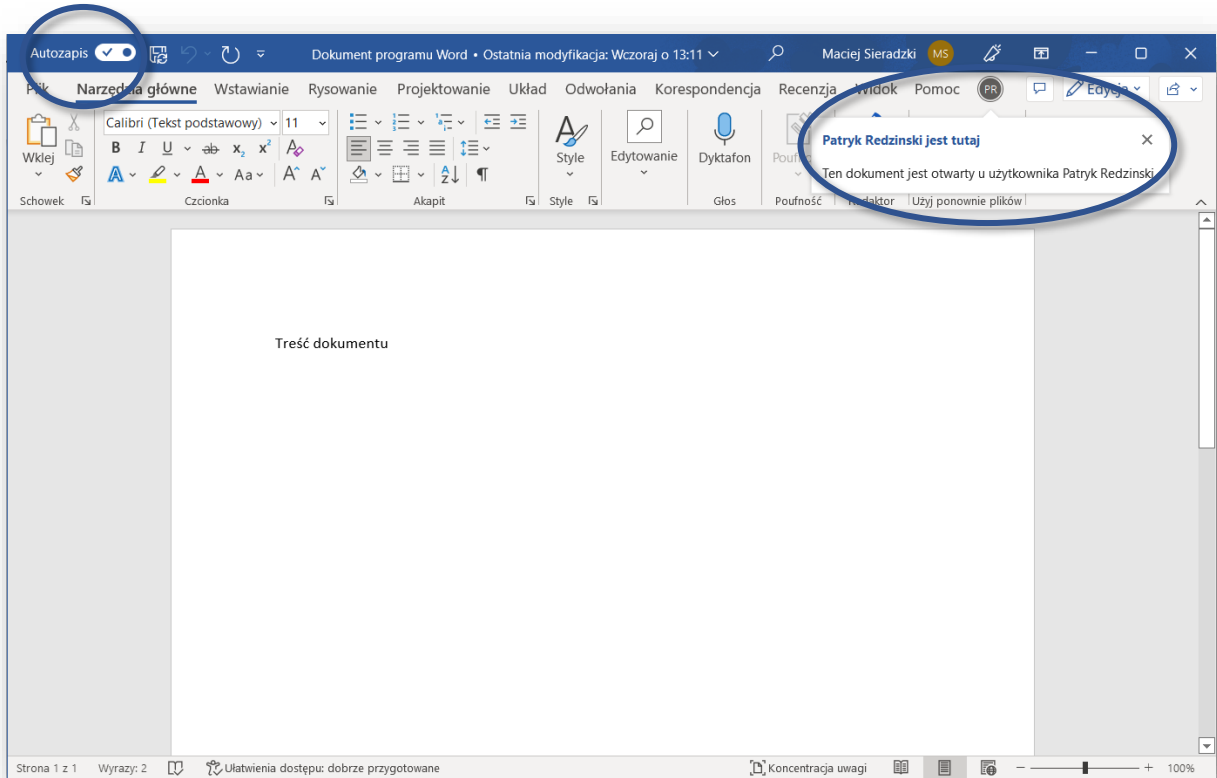 Autozapis
Dokument programu Word • Ostatnia modyfikacja: Wczoraj o 13:11
Maciej Sieradzki MS
Plik Narzędzia główne Wstawianie Rysowanie Projektowanie Układ Odwołania Korespondencja Recenzja Widok Pomoc PR Edycja
Calibri (Tekst podstawowy) 11
Wklej
Style
Edytowanie
Dyktafon
Patryk Redzinski jest tutaj
Ten dokument jest otwarty u użytkownika Patryk Redzinski.
Schowek Czcionka Akapit Style Głos Poufność Redaktor Użyj ponownie plików
Treść dokumentu
Strona 1 z 1 Wyrazy: 2 Ułatwienia dostępu: dobrze przygotowane Koncentracja uwagi 100%